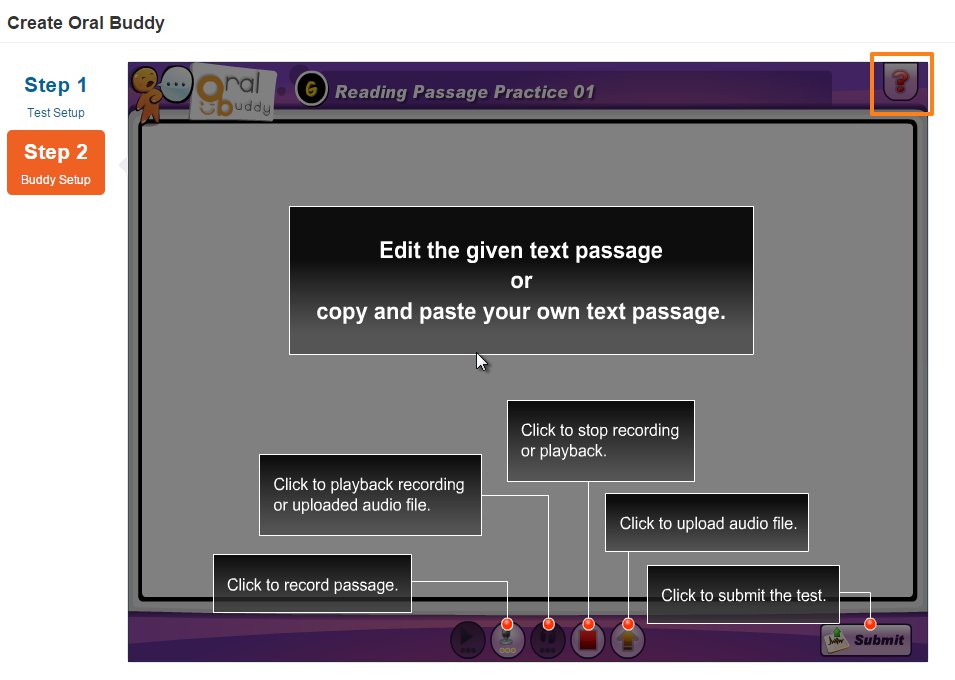 Create Oral Buddy
Step 1
Test Setup
Step 2
Buddy Setup
Oral Buddy
G
Reading Passage Practice 01
?
Edit the given text passage
or
copy and paste your own text passage.
Click to stop recording
or playback.
Click to playback recording
or uploaded audio file.
Click to upload audio file.
Click to record passage.
Click to submit the test.
Submit